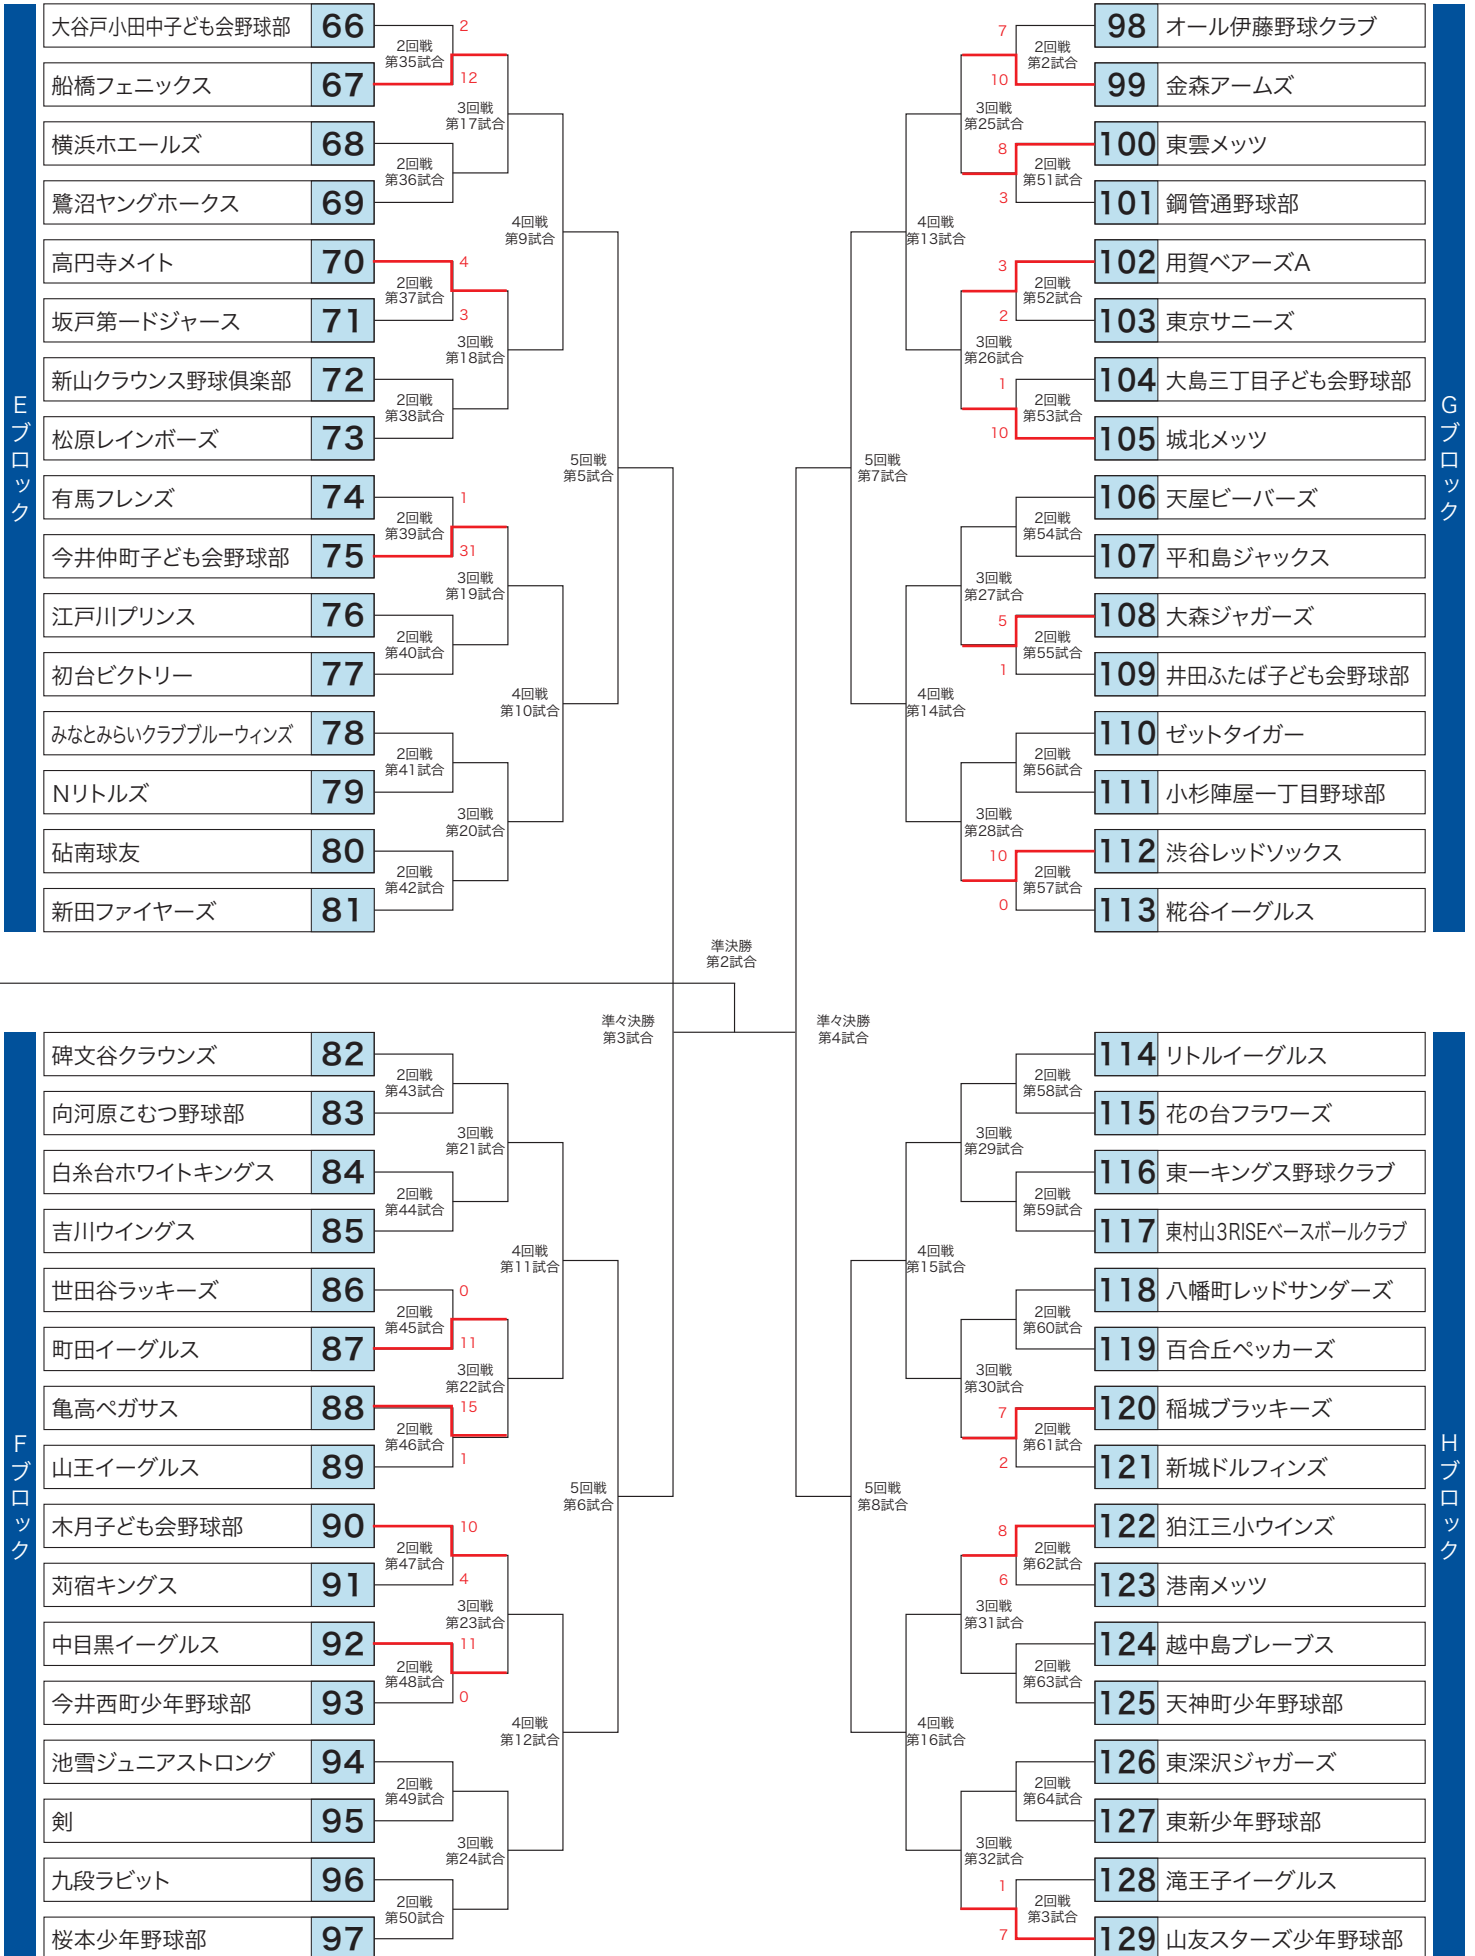 Eブロック
大谷戸小田中子ども会野球部 66
船橋フェニックス 67
横浜ホエールズ 68
鷺沼ヤングホークス 69
高円寺メイト 70
坂戸第一ドジャース 71
新山クラウンス野球倶楽部 72
松原レインボーズ 73
有馬フレンズ 74
今井仲町子ども会野球部 75
江戸川プリンス 76
初台ビクトリー 77
みなとみらいクラブブルーウィンズ 78
Nリトルズ 79
砧南球友 80
新田ファイヤーズ 81
2
2回戦
第35試合
12
3回戦
第17試合
2回戦
第36試合
4回戦
第9試合
4
2回戦
第37試合
3
3回戦
第18試合
2回戦
第38試合
5回戦
第5試合
1
2回戦
第39試合
31
3回戦
第19試合
2回戦
第40試合
4回戦
第10試合
2回戦
第41試合
3回戦
第20試合
2回戦
第42試合
Gブロック
98 オール伊藤野球クラブ
99 金森アームズ
100 東雲メッツ
101 鋼管通野球部
102 用賀ベアーズA
103 東京サニーズ
104 大島三丁目子ども会野球部
105 城北メッツ
106 天屋ビーバーズ
107 平和島ジャックス
108 大森ジャガーズ
109 井田ふたば子ども会野球部
110 ゼットタイガー
111 小杉陣屋一丁目野球部
112 渋谷レッドソックス
113 糀谷イーグルス
7
2回戦
第2試合
10
3回戦
第25試合
8
2回戦
第51試合
3
4回戦
第13試合
3
2回戦
第52試合
2
3回戦
第26試合
1
2回戦
第53試合
10
5回戦
第7試合
2回戦
第54試合
3回戦
第27試合
5
2回戦
第55試合
1
4回戦
第14試合
2回戦
第56試合
3回戦
第28試合
10
2回戦
第57試合
0
準決勝
第2試合
準々決勝
第3試合
準々決勝
第4試合
Fブロック
碑文谷クラウンズ 82
向河原こむつ野球部 83
白糸台ホワイトキングス 84
吉川ウイングス 85
世田谷ラッキーズ 86
町田イーグルス 87
亀高ペガサス 88
山王イーグルス 89
木月子ども会野球部 90
苅宿キングス 91
中目黒イーグルス 92
今井西町少年野球部 93
池雪ジュニアストロング 94
剣 95
九段ラビット 96
桜本少年野球部 97
2回戦
第43試合
3回戦
第21試合
2回戦
第44試合
4回戦
第11試合
0
2回戦
第45試合
11
3回戦
第22試合
15
2回戦
第46試合
1
5回戦
第6試合
10
2回戦
第47試合
4
3回戦
第23試合
11
2回戦
第48試合
0
4回戦
第12試合
2回戦
第49試合
3回戦
第24試合
2回戦
第50試合
Hブロック
114 リトルイーグルス
115 花の台フラワーズ
116 東一キングス野球クラブ
117 東村山3RISEベースボールクラブ
118 八幡町レッドサンダーズ
119 百合丘ペッカーズ
120 稲城ブラッキーズ
121 新城ドルフィンズ
122 狛江三小ウインズ
123 港南メッツ
124 越中島ブレーブス
125 天神町少年野球部
126 東深沢ジャガーズ
127 東新少年野球部
128 滝王子イーグルス
129 山友スターズ少年野球部
2回戦
第58試合
3回戦
第29試合
2回戦
第59試合
4回戦
第15試合
2回戦
第60試合
3回戦
第30試合
7
2回戦
第61試合
2
5回戦
第8試合
8
2回戦
第62試合
6
3回戦
第31試合
2回戦
第63試合
4回戦
第16試合
2回戦
第64試合
3回戦
第32試合
1
2回戦
第3試合
7